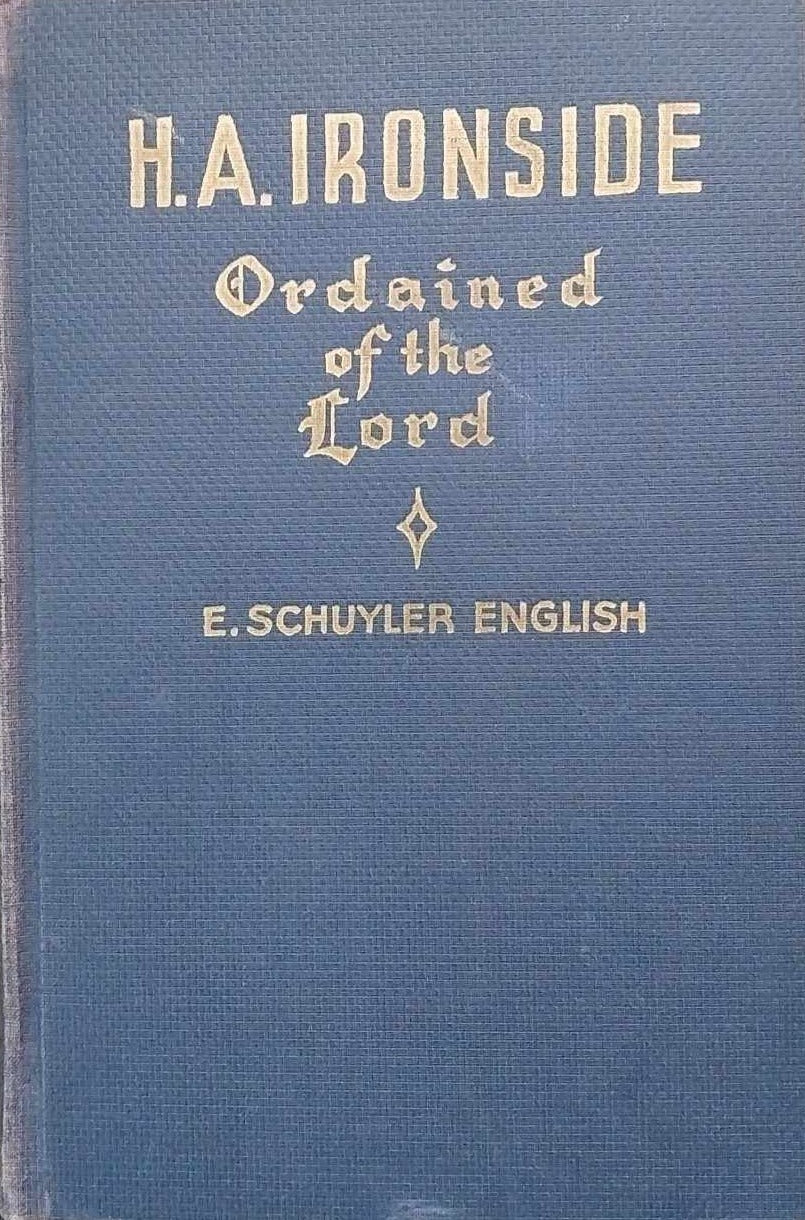 H.A. IRONSIDE
Ordained
of the
Lord
E. SCHUYLER ENGLISH